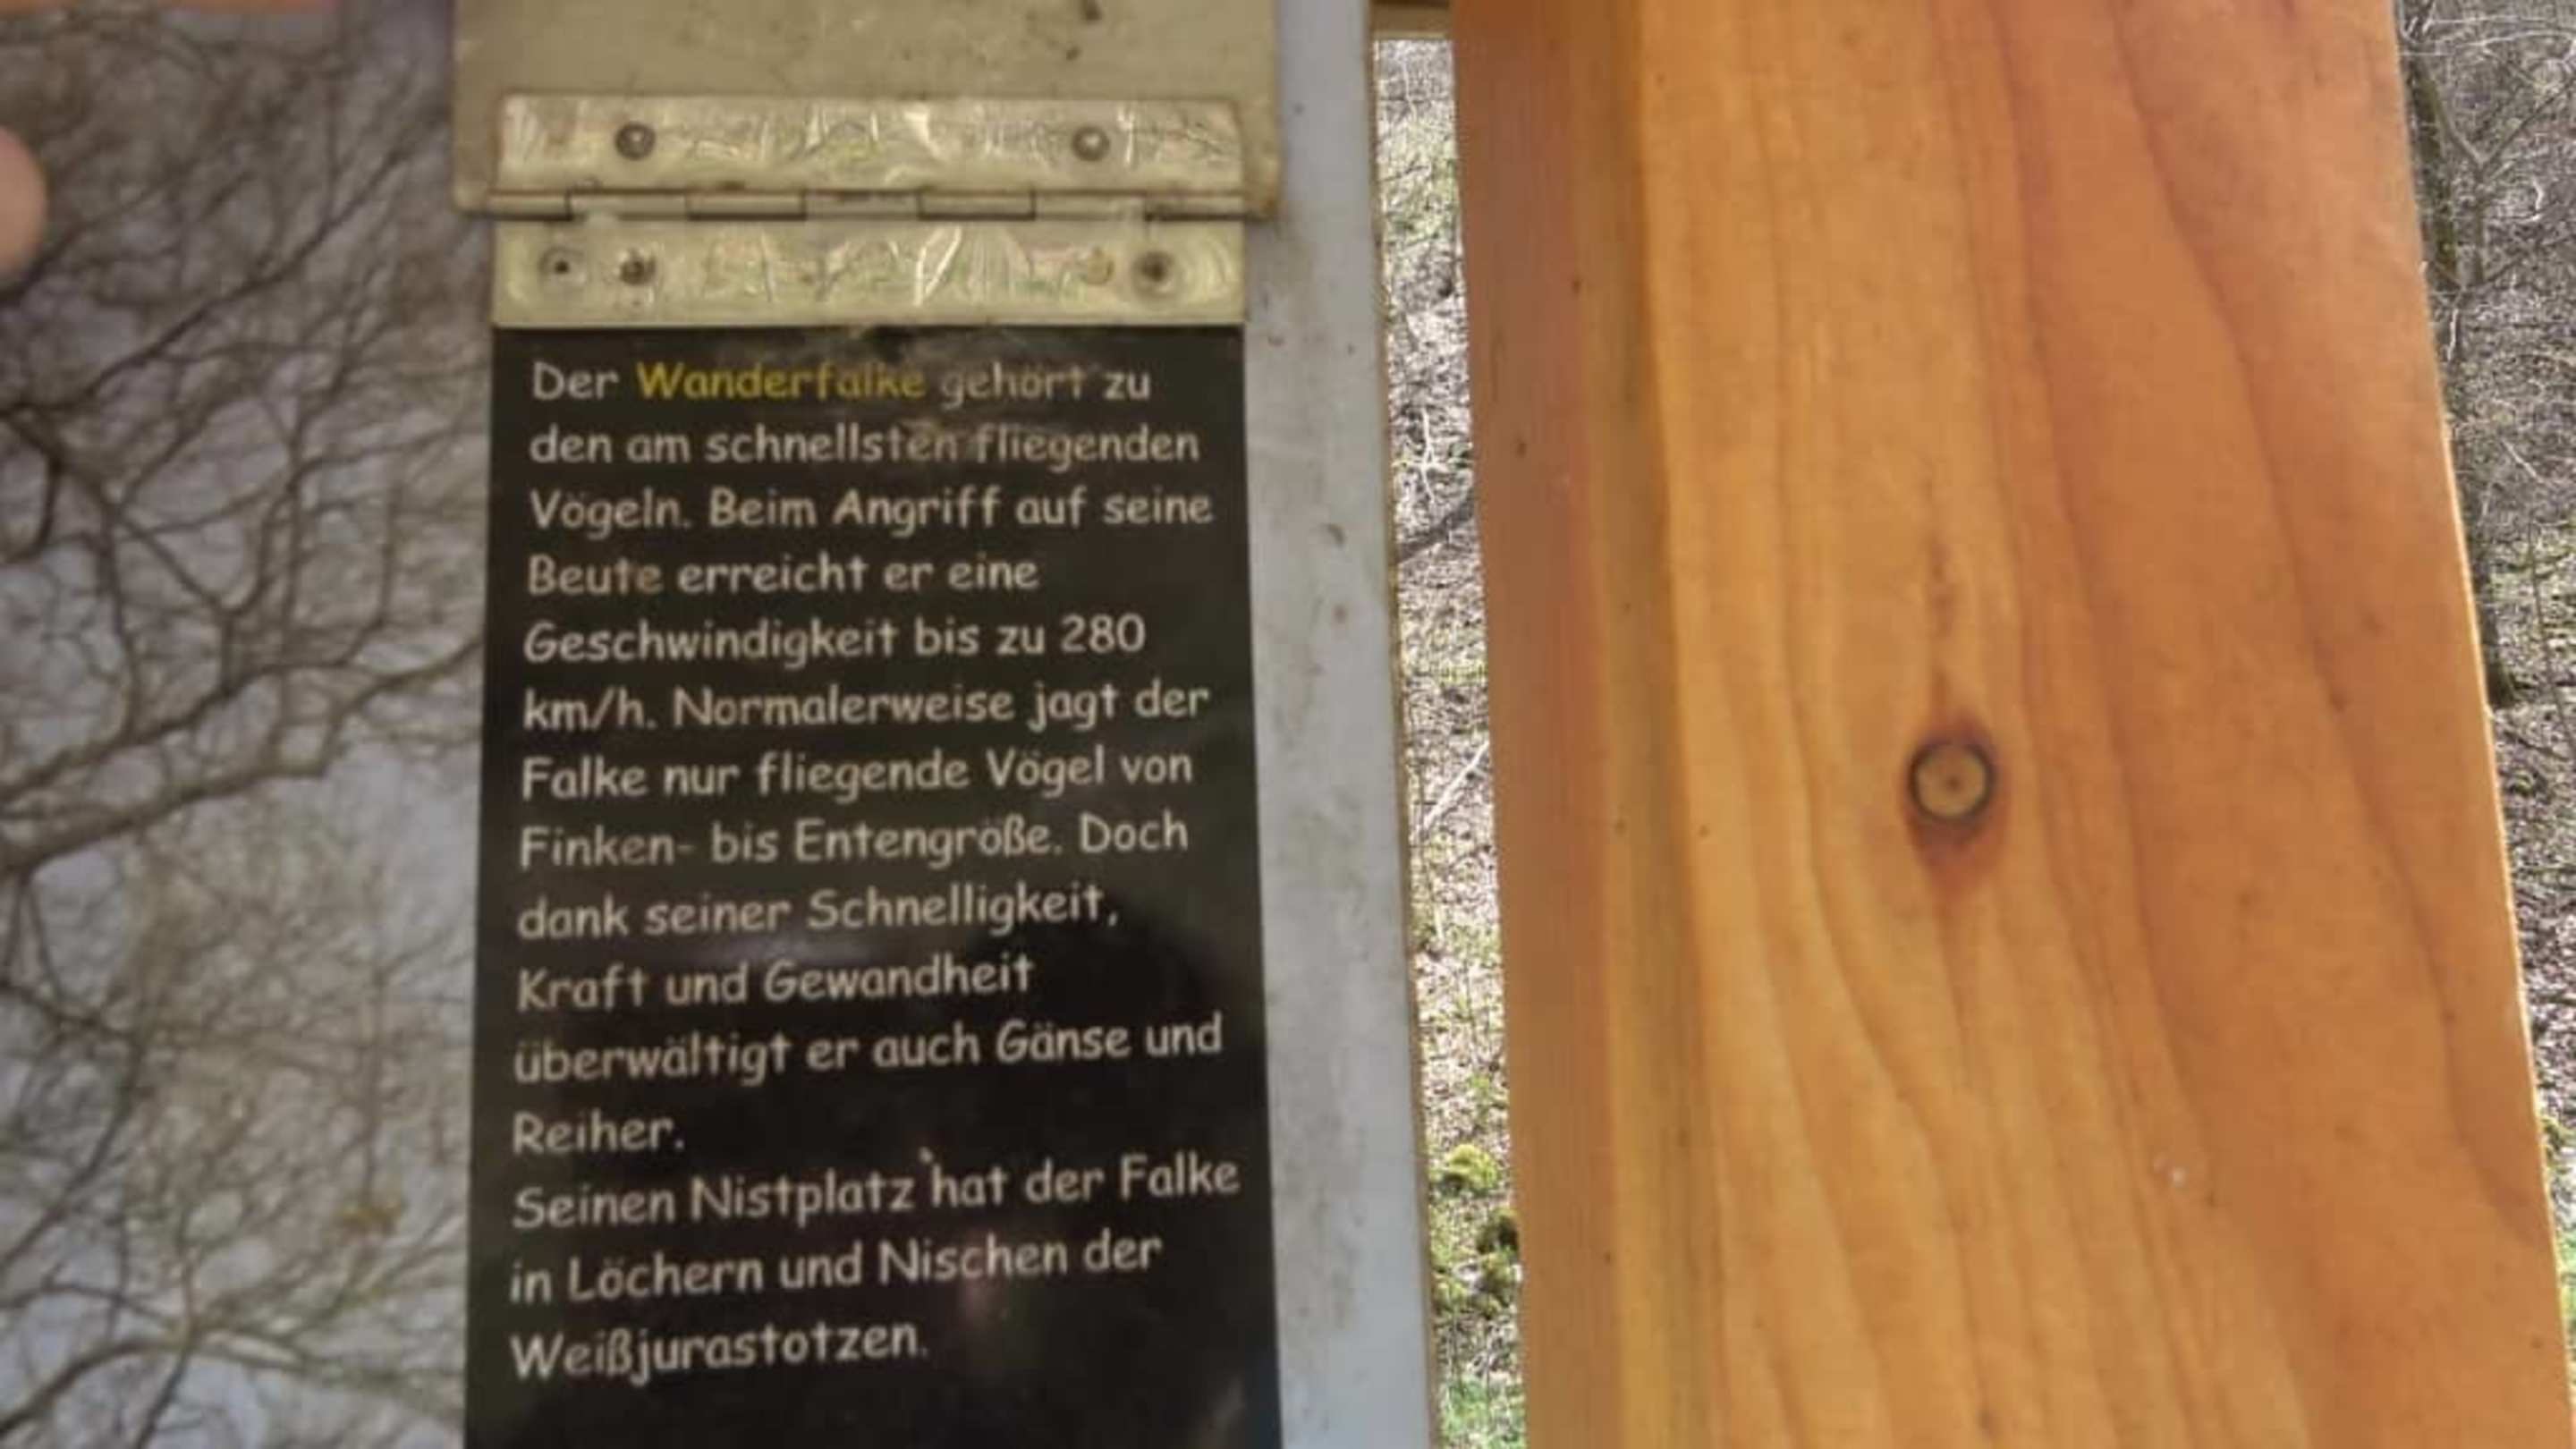 Der Wanderfalke gehört zu
den am schnellsten fliegenden
Vögeln. Beim Angriff auf seine
Beute erreicht er eine
Geschwindigkeit bis zu 280
km/h. Normalerweise jagt der
Falke nur fliegende Vögel von
Finken- bis Entengröße. Doch
dank seiner Schnelligkeit,
Kraft und Gewandheit
überwältigt er auch Gänse und
Reiher.
Seinen Nistplatz hat der Falke
in Löchern und Nischen der
Weißjurastotzen.